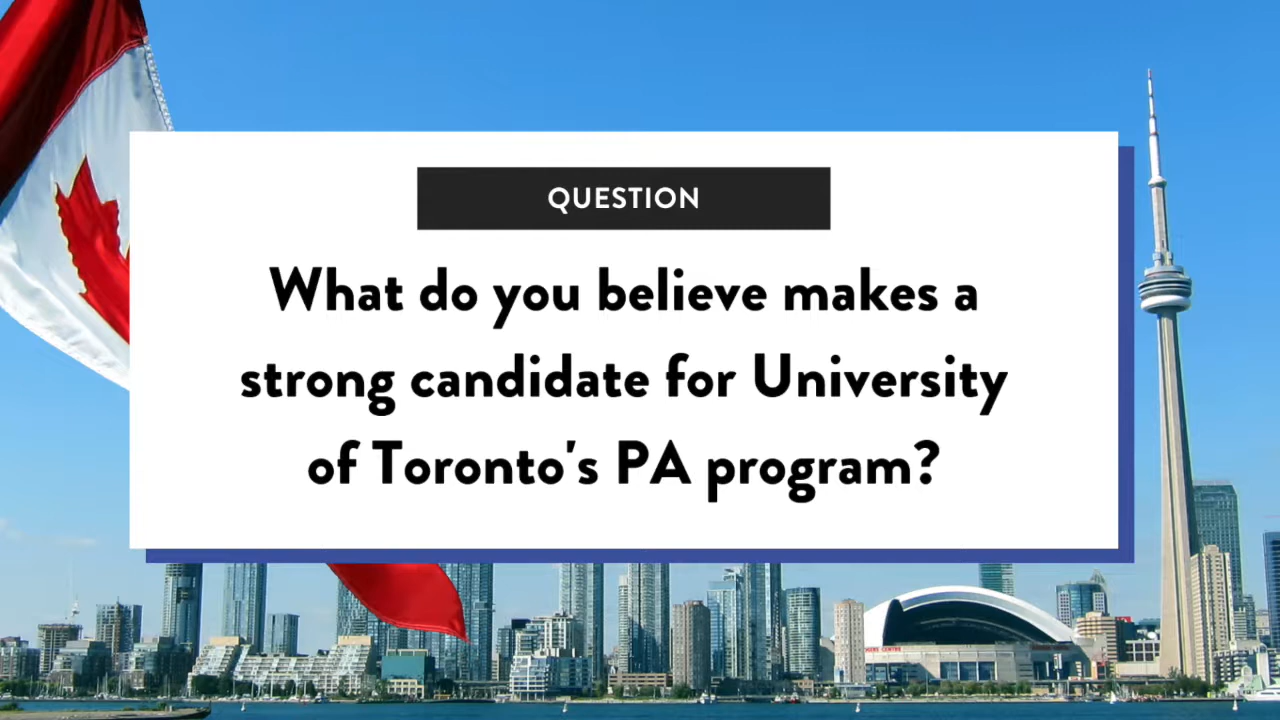 QUESTION
What do you believe makes a
strong candidate for University
of Toronto's PA program?